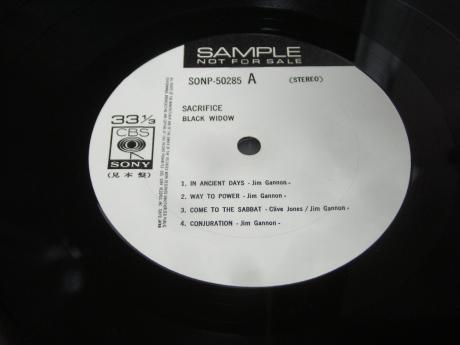 SAMPLE
NOT FOR SALE
SONP-50285 A (STEREO)
SACRIFICE
BLACK WIDOW
33 1/3
CBS
SONY
(見本盤)
1. IN ANCIENT DAYS - Jim Gannon -
2. WAY TO POWER - Jim Gannon -
3. COME TO THE SABBAT - Clive Jones / Jim Gannon -
4. CONJURATION - Jim Gannon -